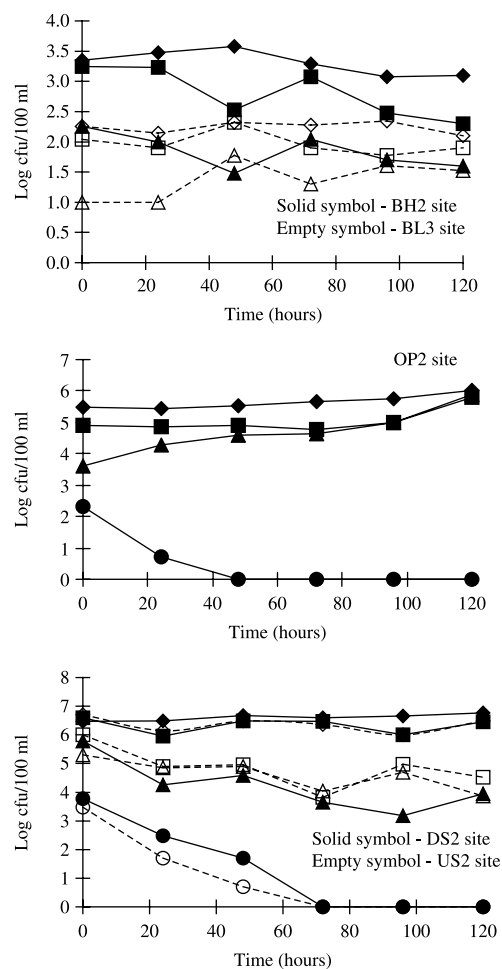 4.0
3.5
3.0
2.5
2.0
1.5
1.0
0.5
0.0
Log cfu/100 ml
Solid symbol - BH2 site
Empty symbol - BL3 site
0 20 40 60 80 100 120
Time (hours)
OP2 site
7
6
5
4
3
2
1
0
Log cfu/100 ml
0 20 40 60 80 100 120
Time (hours)
8
7
6
5
4
3
2
1
0
Log cfu/100 ml
Solid symbol - DS2 site
Empty symbol - US2 site
0 20 40 60 80 100 120
Time (hours)